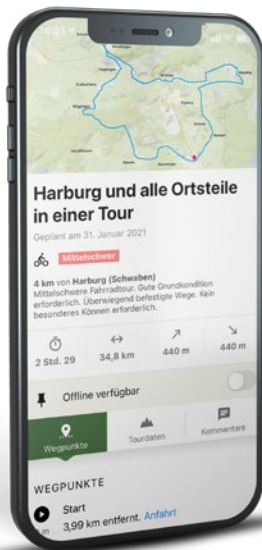 Harburg und alle Ortsteile
in einer Tour
Geplant am 31. Januar 2021
Mittelschwer
4 km von Harburg (Schwaben)
Mittelschwere Fahrradtour. Gute Grundkondition
erforderlich. Überwiegend befestigte Wege. Kein
besonderes Können erforderlich.
2 Std. 29
34,8 km
440 m
440 m
Offline verfügbar
Wegpunkte
Tourdaten
Kommentare
WEGPUNKTE
Start
3,99 km entfernt. Anfahrt